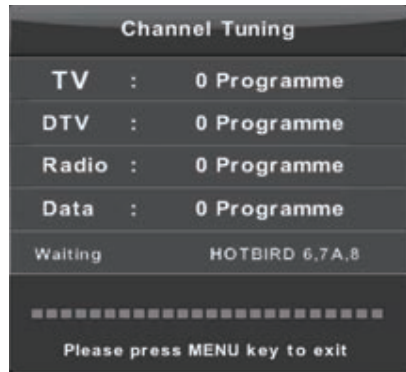 Channel Tuning
TV : 0 Programme
DTV : 0 Programme
Radio : 0 Programme
Data : 0 Programme
Waiting HOTBIRD 6,7A,8
Please press MENU key to exit